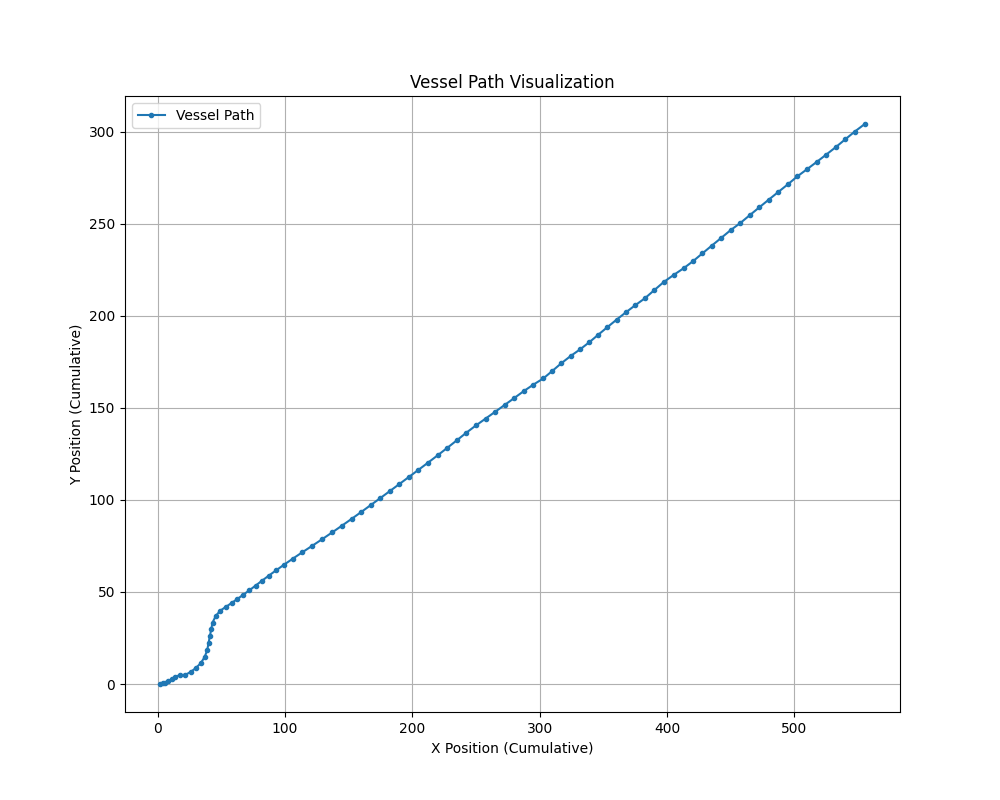 Vessel Path Visualization
Vessel Path
300
250
200
150
100
50
0
Y Position (Cumulative)
0 100 200 300 400 500
X Position (Cumulative)